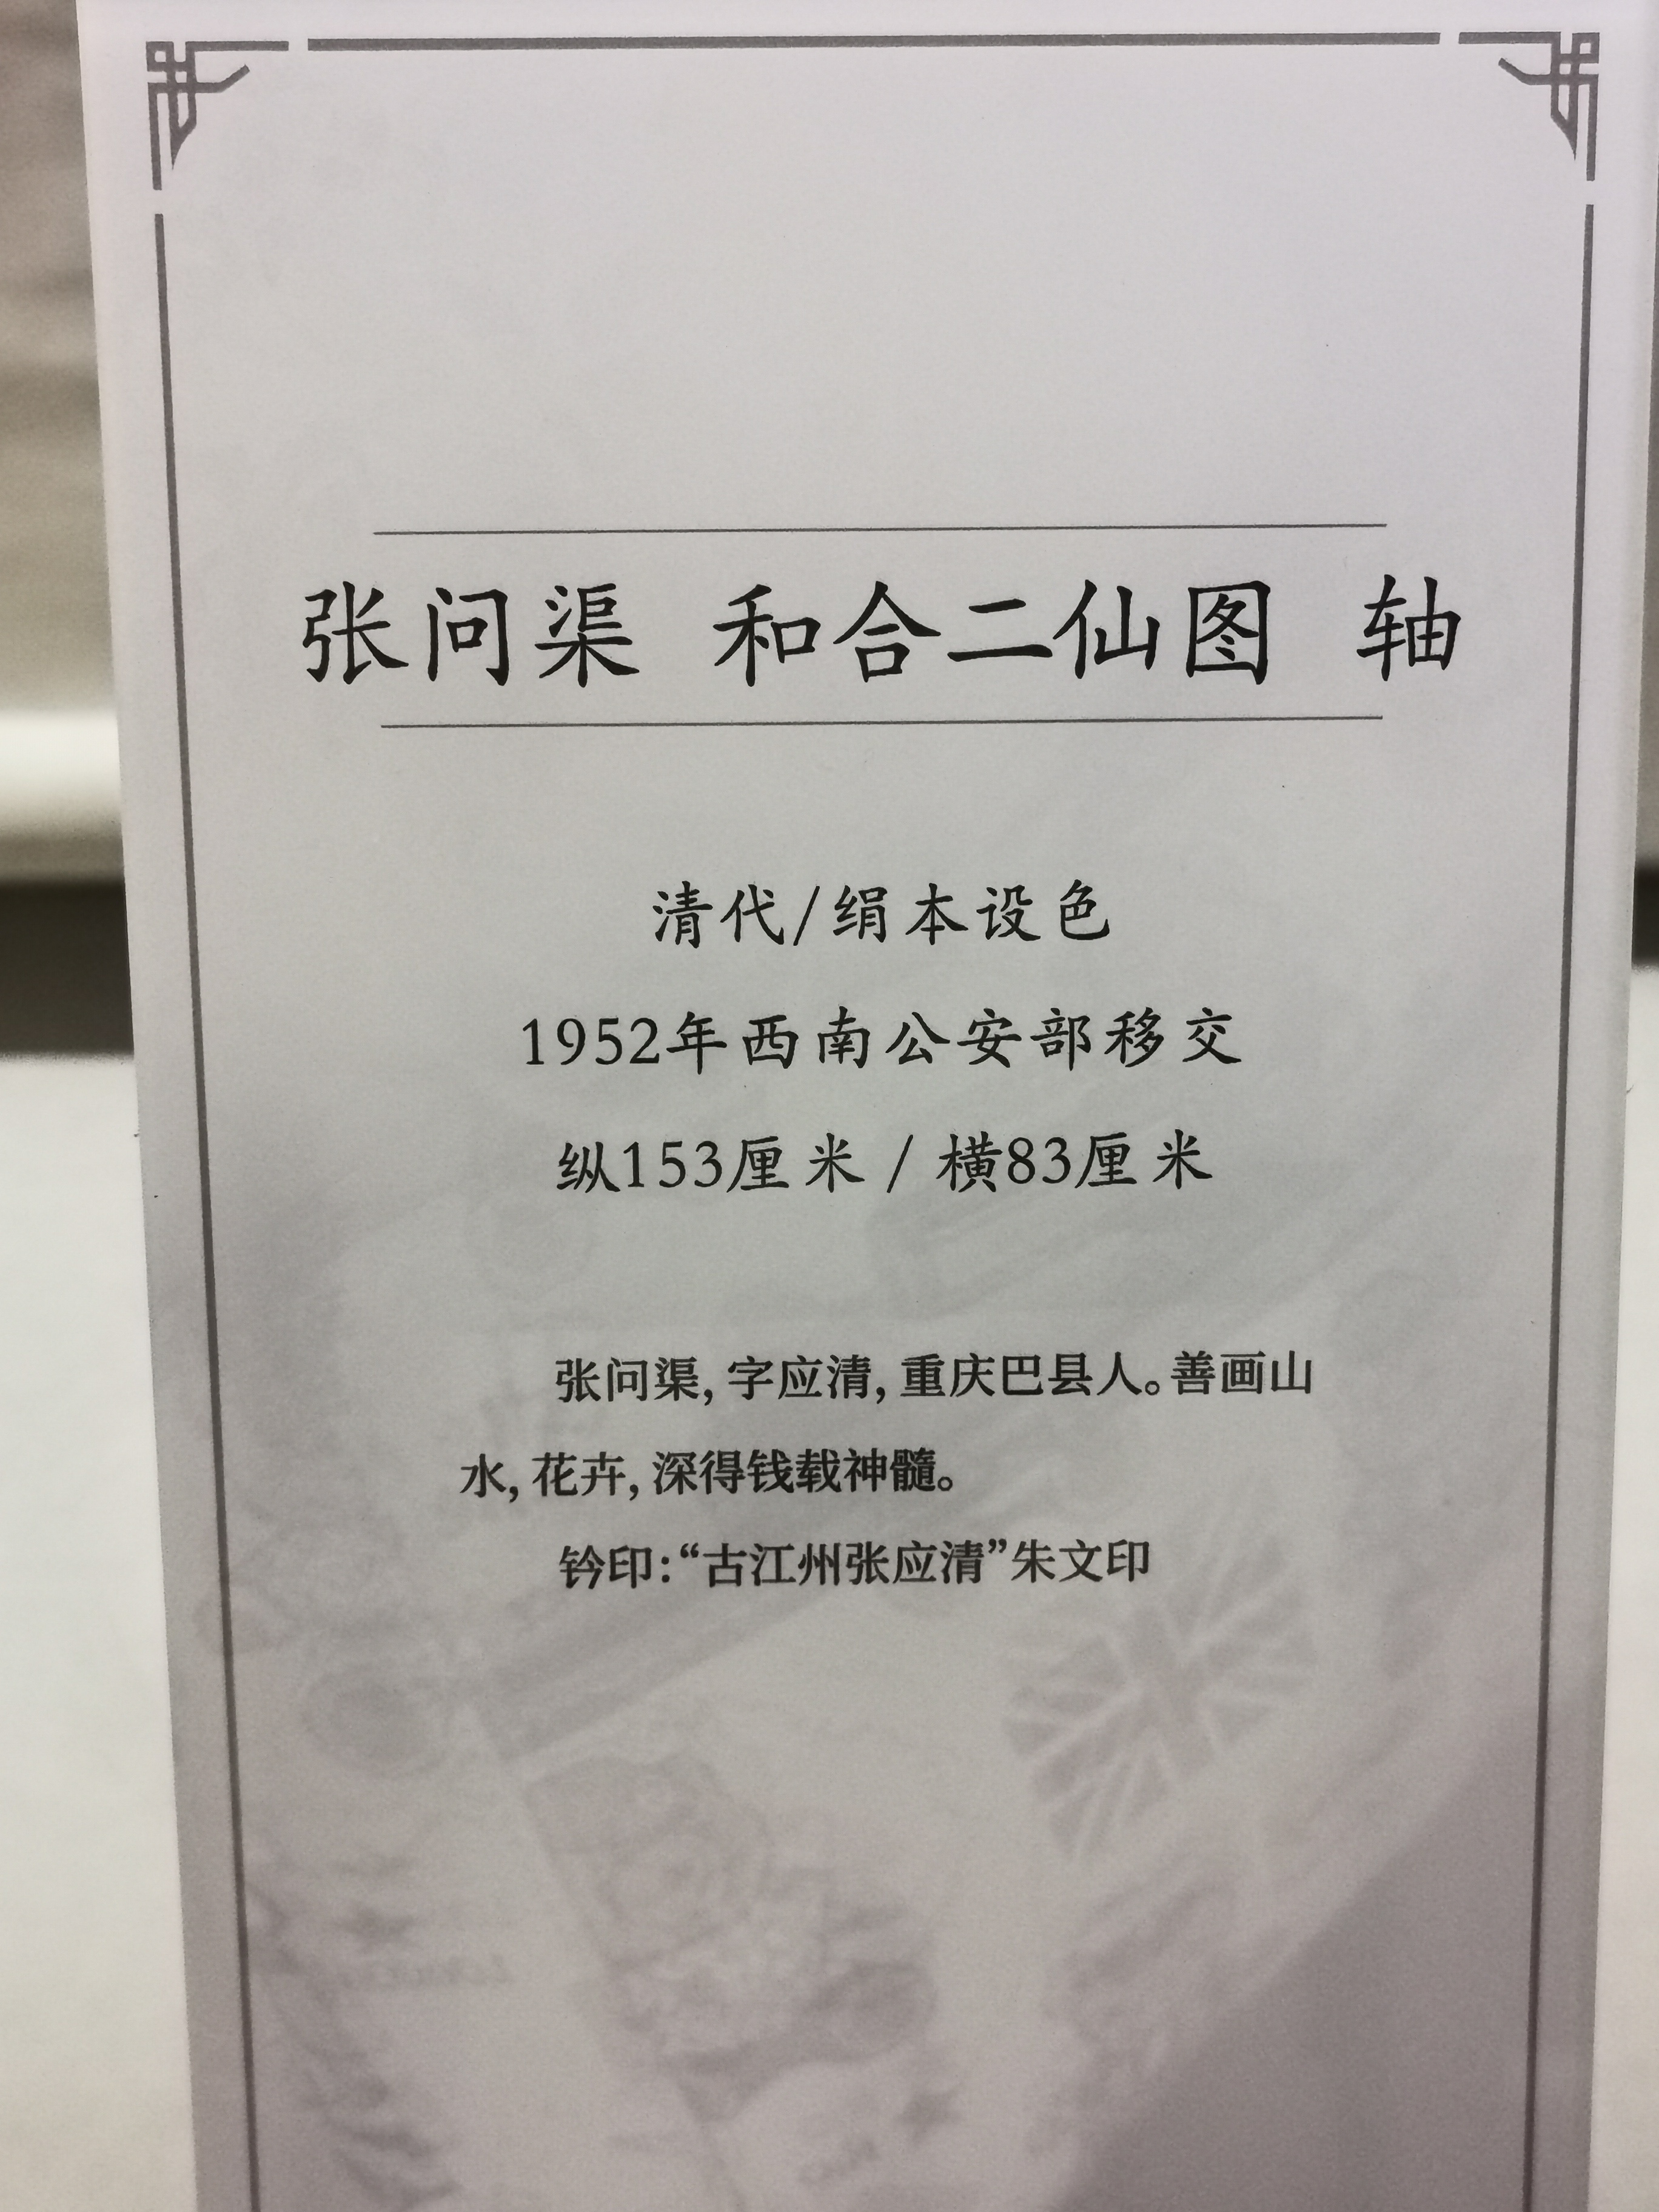 张问渠 和合二仙图 轴
清代/绢本设色
1952年西南公安部移交
纵153厘米 / 横83厘米
张问渠，字应清，重庆巴县人。善画山
水，花卉，深得钱载神髓。
钤印：“古江州张应清”朱文印